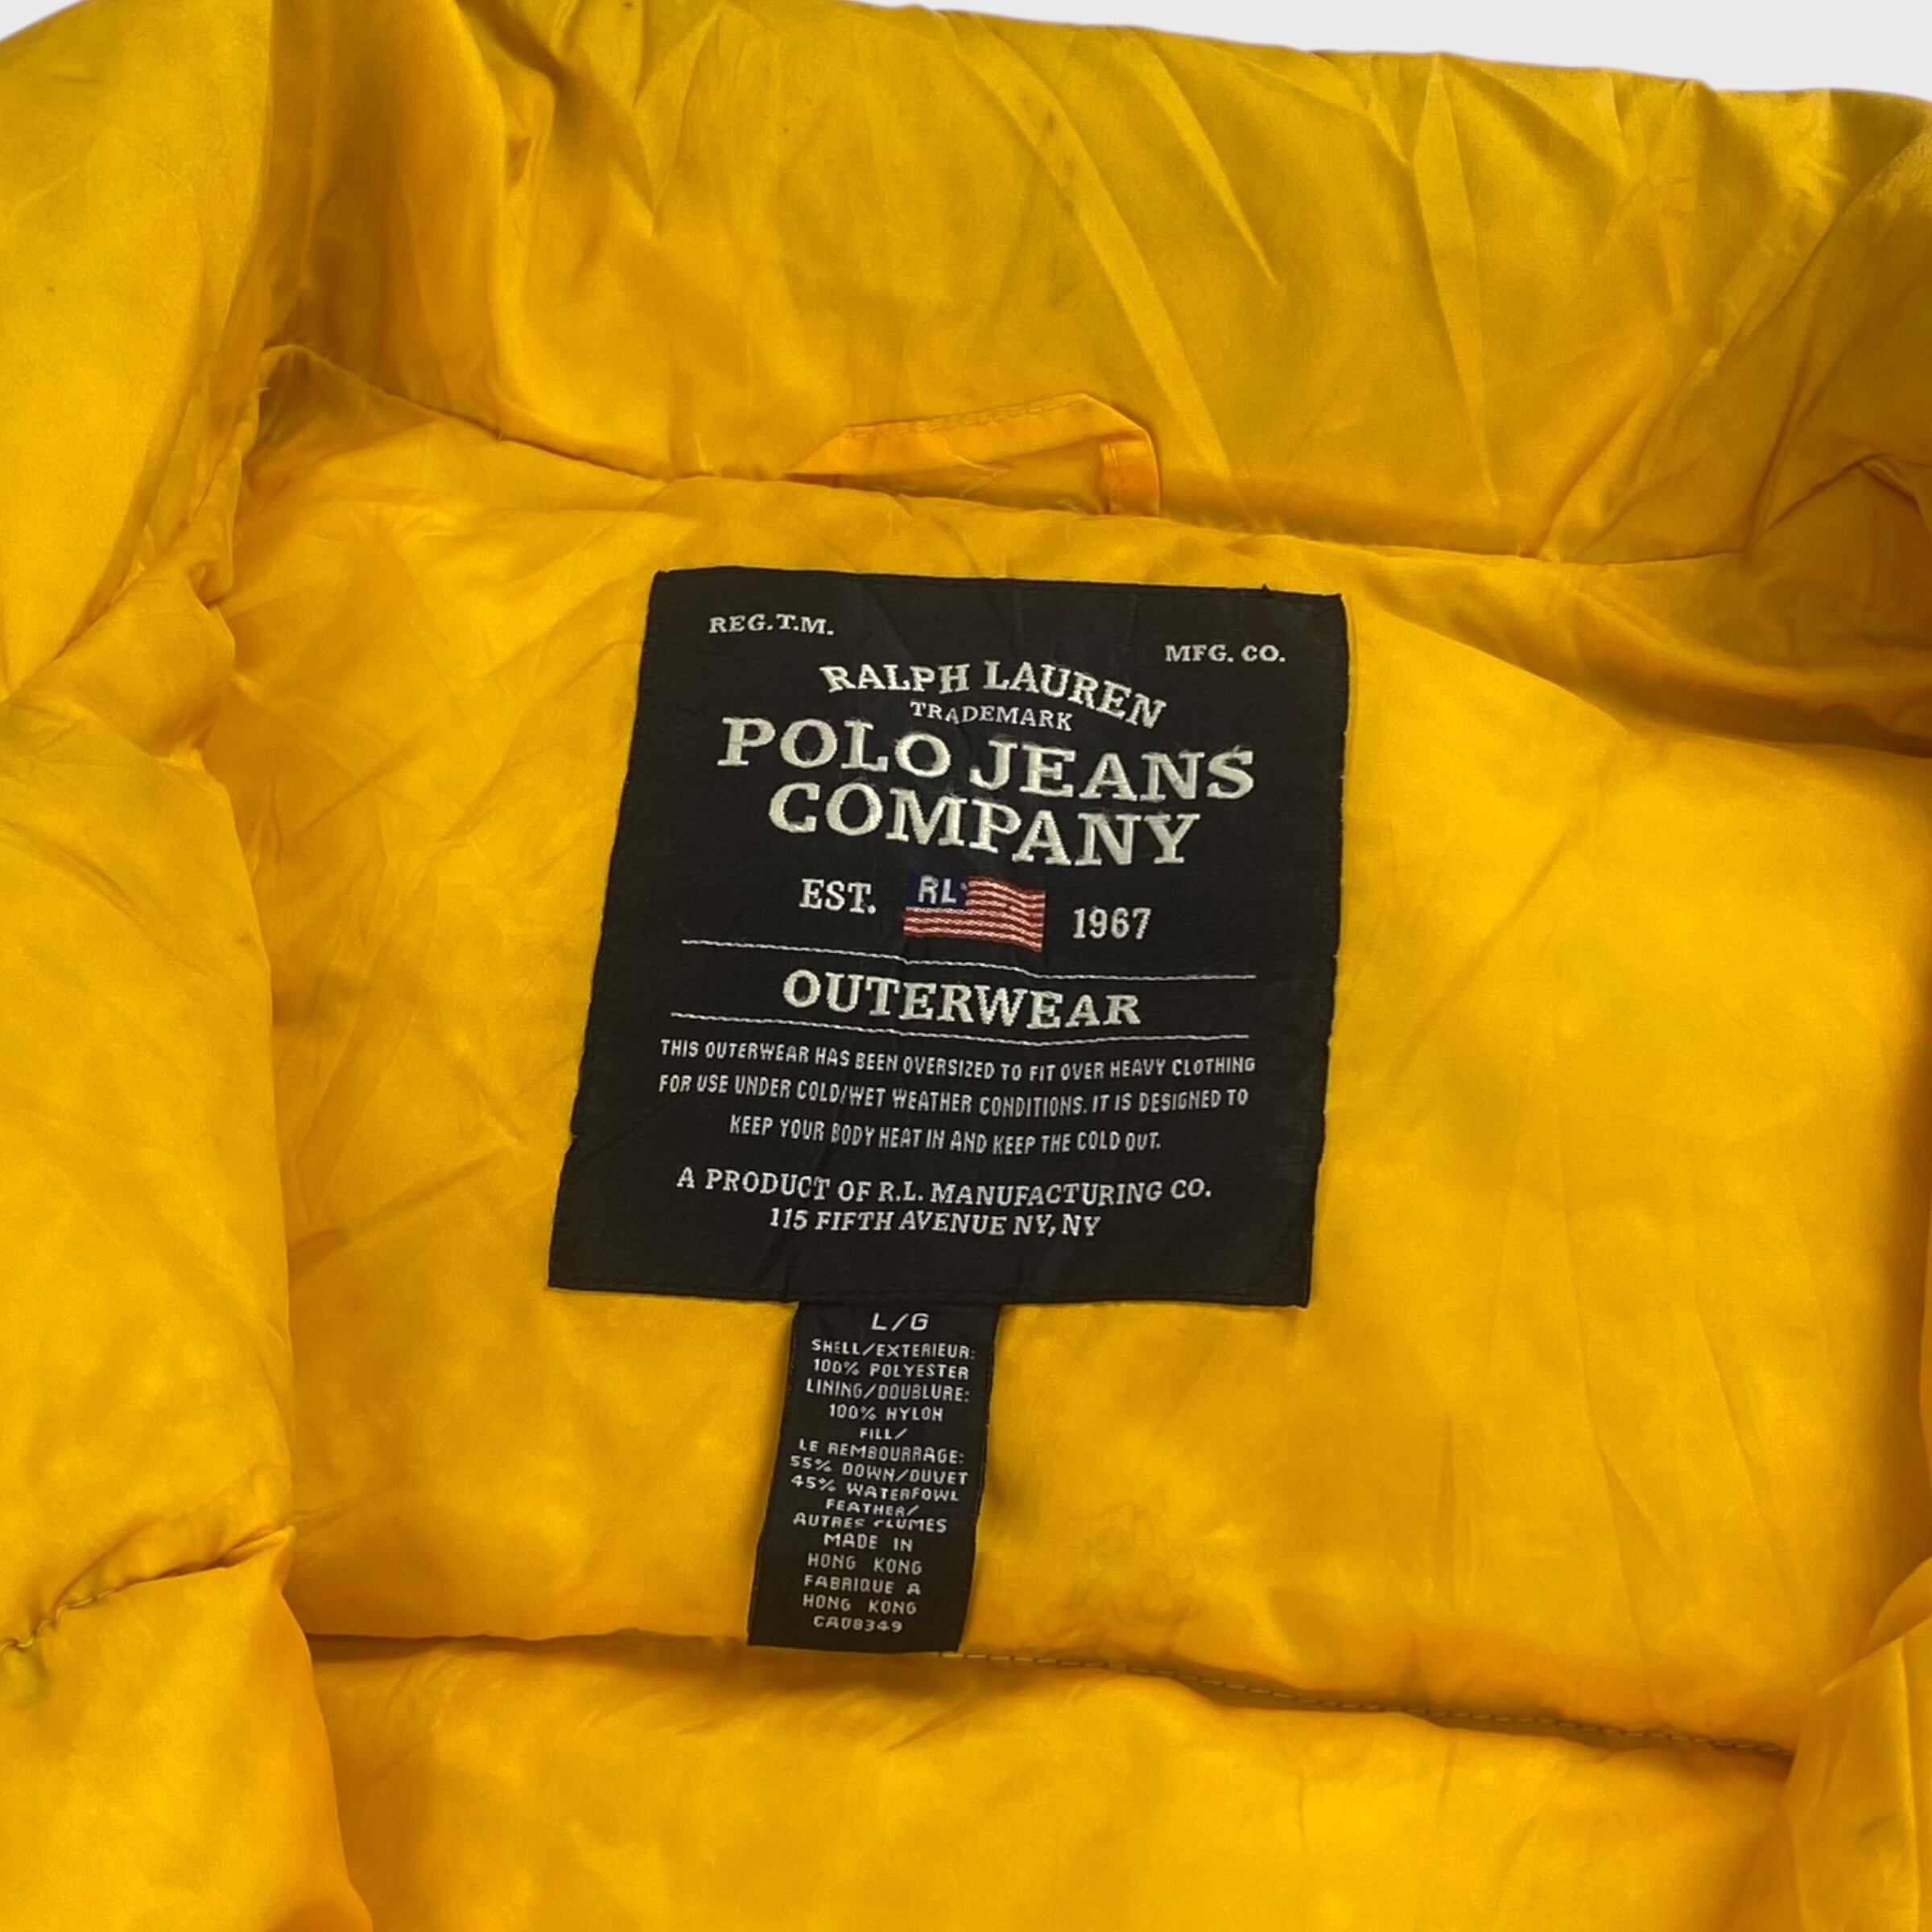 REG.T.M.
MFG. CO.
RALPH LAUREN
TRADEMARK
POLO JEANS
COMPANY
EST. RL 1967
OUTERWEAR
THIS OUTERWEAR HAS BEEN OVERSIZED TO FIT OVER HEAVY CLOTHING
FOR USE UNDER COLD/WET WEATHER CONDITIONS. IT IS DESIGNED TO
KEEP YOUR BODY HEAT IN AND KEEP THE COLD OUT.
A PRODUCT OF R.L. MANUFACTURING CO.
115 FIFTH AVENUE NY, NY
L/G
SHELL/EXTERIEUR:
100% POLYESTER
LINING/DOUBLURE:
100% NYLON
FILL/
LE REMBOURRAGE:
55% DOWN/DUVET
45% WATERFOWL
FEATHER/
AUTRES PLUMES
MADE IN
HONG KONG
FABRIQUE A
HONG KONG
CA08349